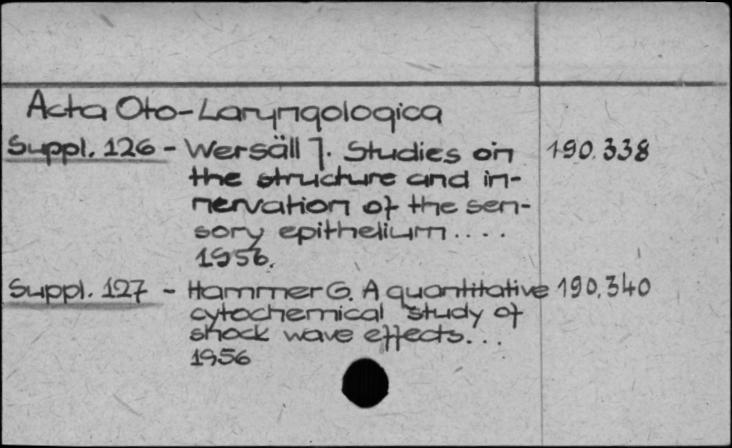 Acta Oto-Laryngologica
Suppl. 126 - Wersäll J. Studies on 190.338
the structure and in-
nervation of the sen-
sory epithelium....
1956.
Suppl. 127 - Hammer G. A quantitative 190.340
cytochemical study of
shock wave effects...
1956